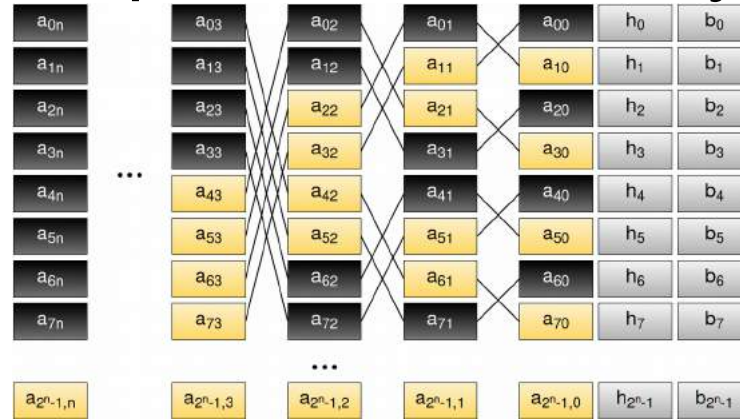 a0n a03 a02 a01 a00 h0 b0
a1n a13 a12 a11 a10 h1 b1
a2n a23 a22 a21 a20 h2 b2
a3n a33 a32 a31 a30 h3 b3
...
a4n a43 a42 a41 a40 h4 b4
a5n a53 a52 a51 a50 h5 b5
a6n a63 a62 a61 a60 h6 b6
a7n a73 a72 a71 a70 h7 b7
...
a2ⁿ-1,n a2ⁿ-1,3 a2ⁿ-1,2 a2ⁿ-1,1 a2ⁿ-1,0 h2ⁿ-1 b2ⁿ-1